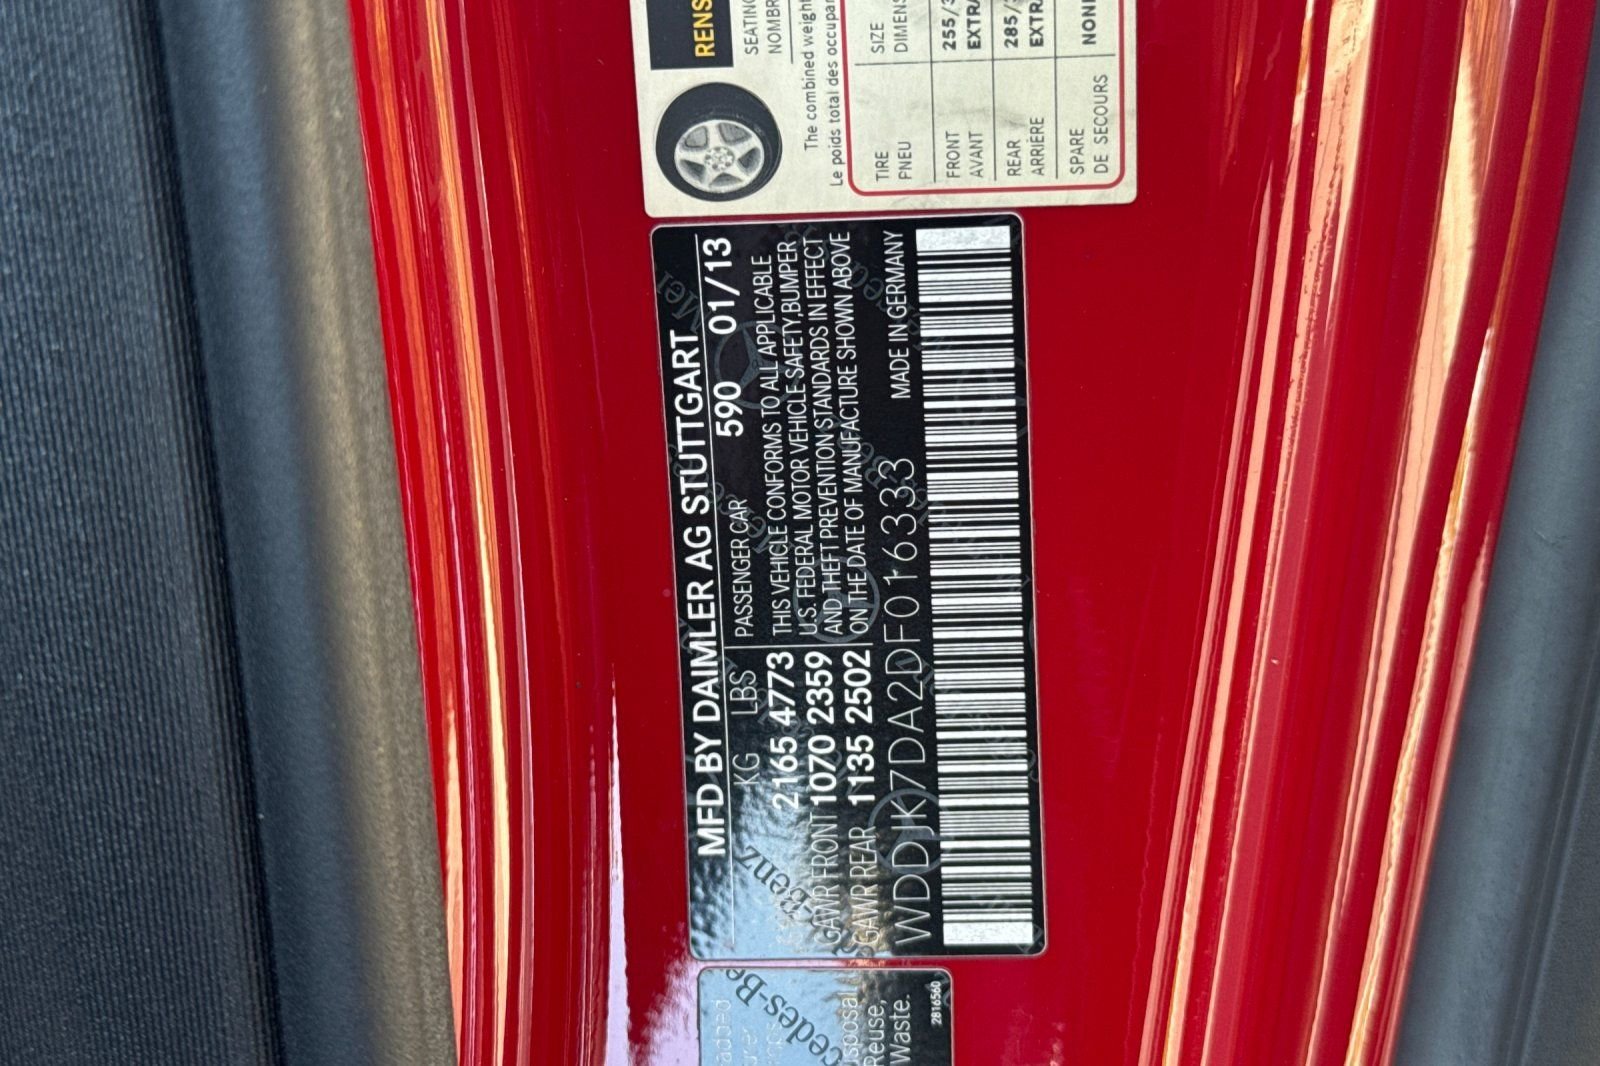 RENS
SEATING
NOMBR
The combined weight
Le poids total des occupan
TIRE SIZE
PNEU DIMENS
FRONT 255/3
AVANT EXTRA
REAR 285/3
ARRIÈRE EXTRA
SPARE NONE
DE SECOURS
MFD BY DAIMLER AG STUTTGART
KG LBS PASSENGER CAR 590 01/13
2165 4773 THIS VEHICLE CONFORMS TO ALL APPLICABLE
GAWR FRONT 1070 2359 U.S. FEDERAL MOTOR VEHICLE SAFETY,BUMPER
GAWR REAR 1135 2502 AND THEFT PREVENTION STANDARDS IN EFFECT
ON THE DATE OF MANUFACTURE SHOWN ABOVE
WDDJK7DA2DF016333 MADE IN GERMANY
added
Reuse,
Waste.
2816560